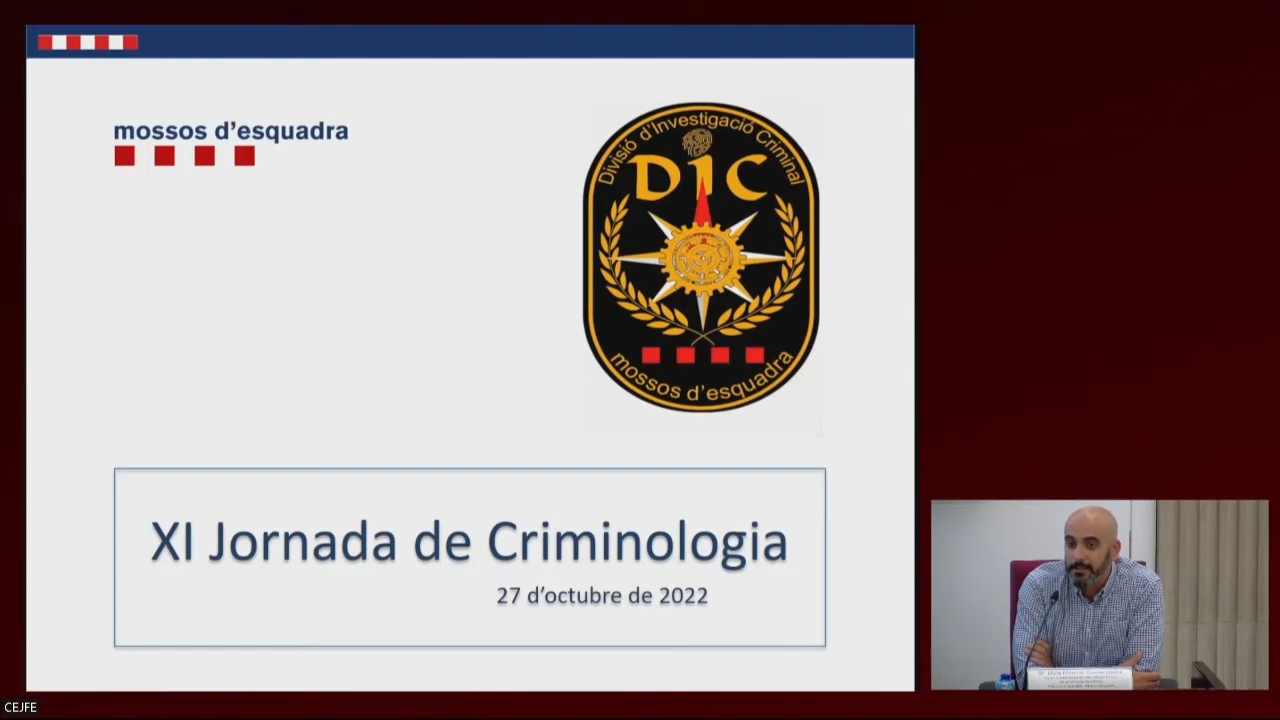 mossos d'esquadra
Divisió d'Investigació Criminal
DiC
mossos d'esquadra
XI Jornada de Criminologia
27 d'octubre de 2022
CEJFE